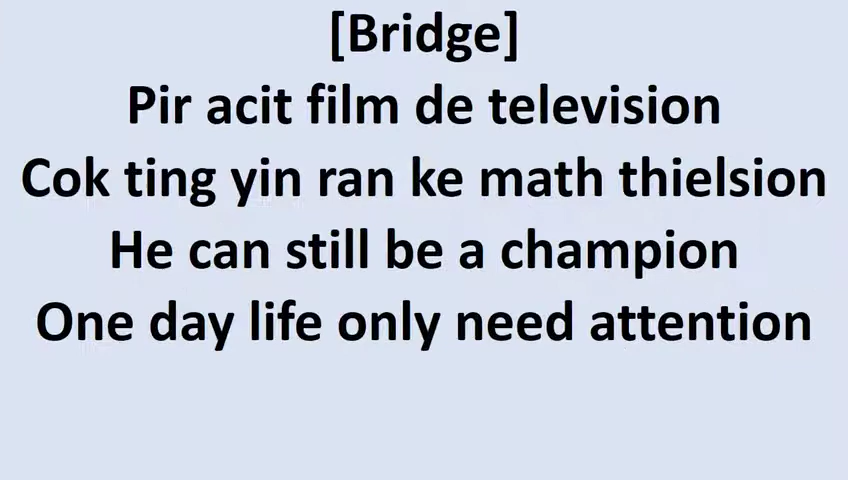 [Bridge]
Pir acit film de television
Cok ting yin ran ke math thielsion
He can still be a champion
One day life only need attention